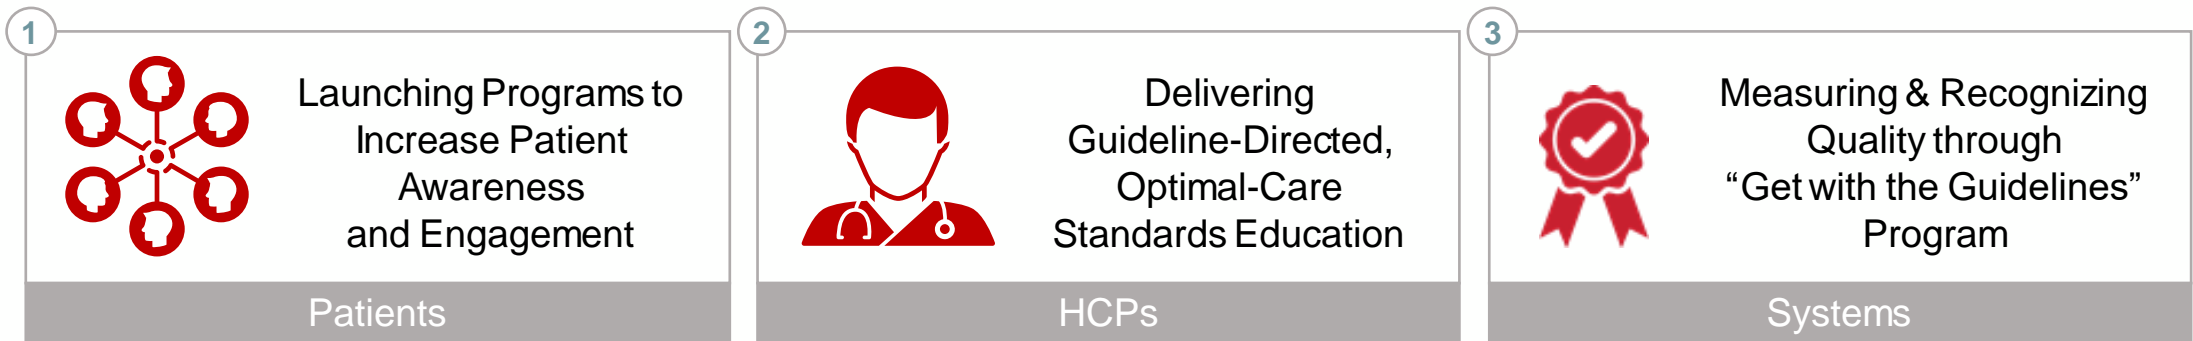 1
Launching Programs to
Increase Patient
Awareness
and Engagement
Patients
2
Delivering
Guideline-Directed,
Optimal-Care
Standards Education
HCPs
3
Measuring & Recognizing
Quality through
“Get with the Guidelines”
Program
Systems